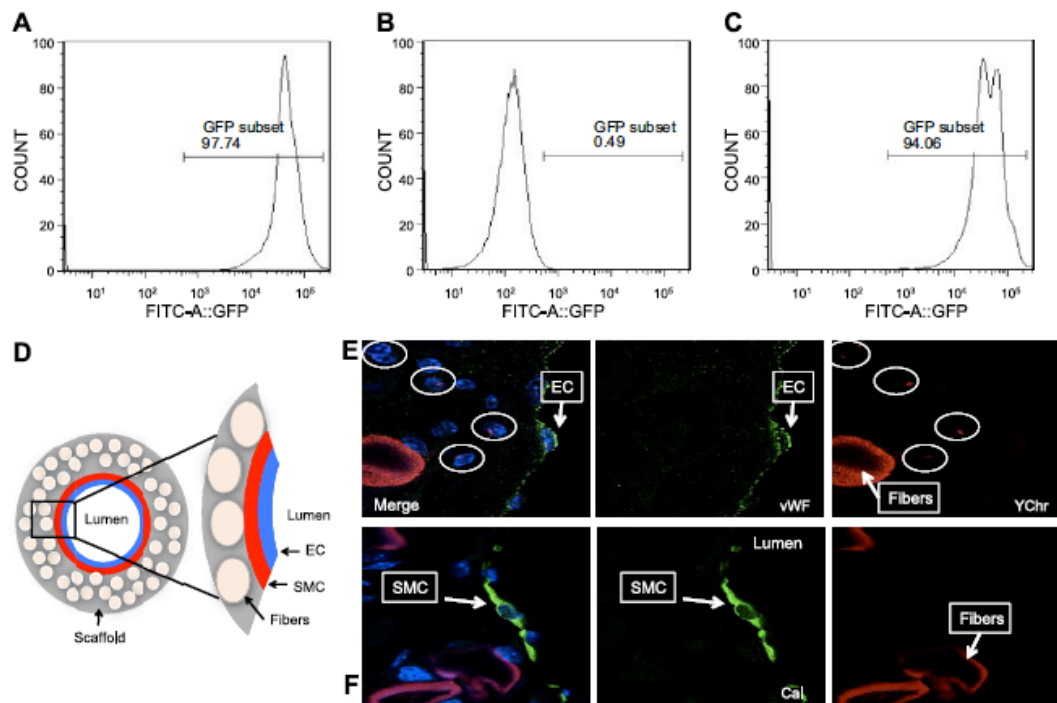 A
100
80
60
40
20
0
COUNT
GFP subset
97.74
10¹ 10² 10³ 10⁴ 10⁵
FITC-A::GFP
B
100
80
60
40
20
0
COUNT
GFP subset
0.49
10¹ 10² 10³ 10⁴ 10⁵
FITC-A::GFP
C
100
80
60
40
20
0
COUNT
GFP subset
94.06
10¹ 10² 10³ 10⁴ 10⁵
FITC-A::GFP
D
Lumen
Scaffold
Lumen
EC
SMC
Fibers
E
EC
Merge
EC
vWF
Fibers
YChr
F
SMC
Lumen
SMC
Cal
Fibers